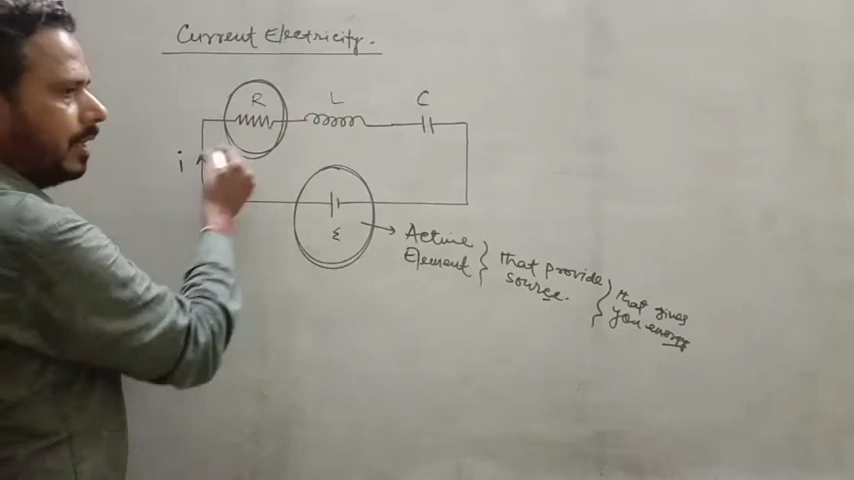 Current Electricity.
R
L
C
i
ε
Active
Element
that provide
source.
that gives
you energy